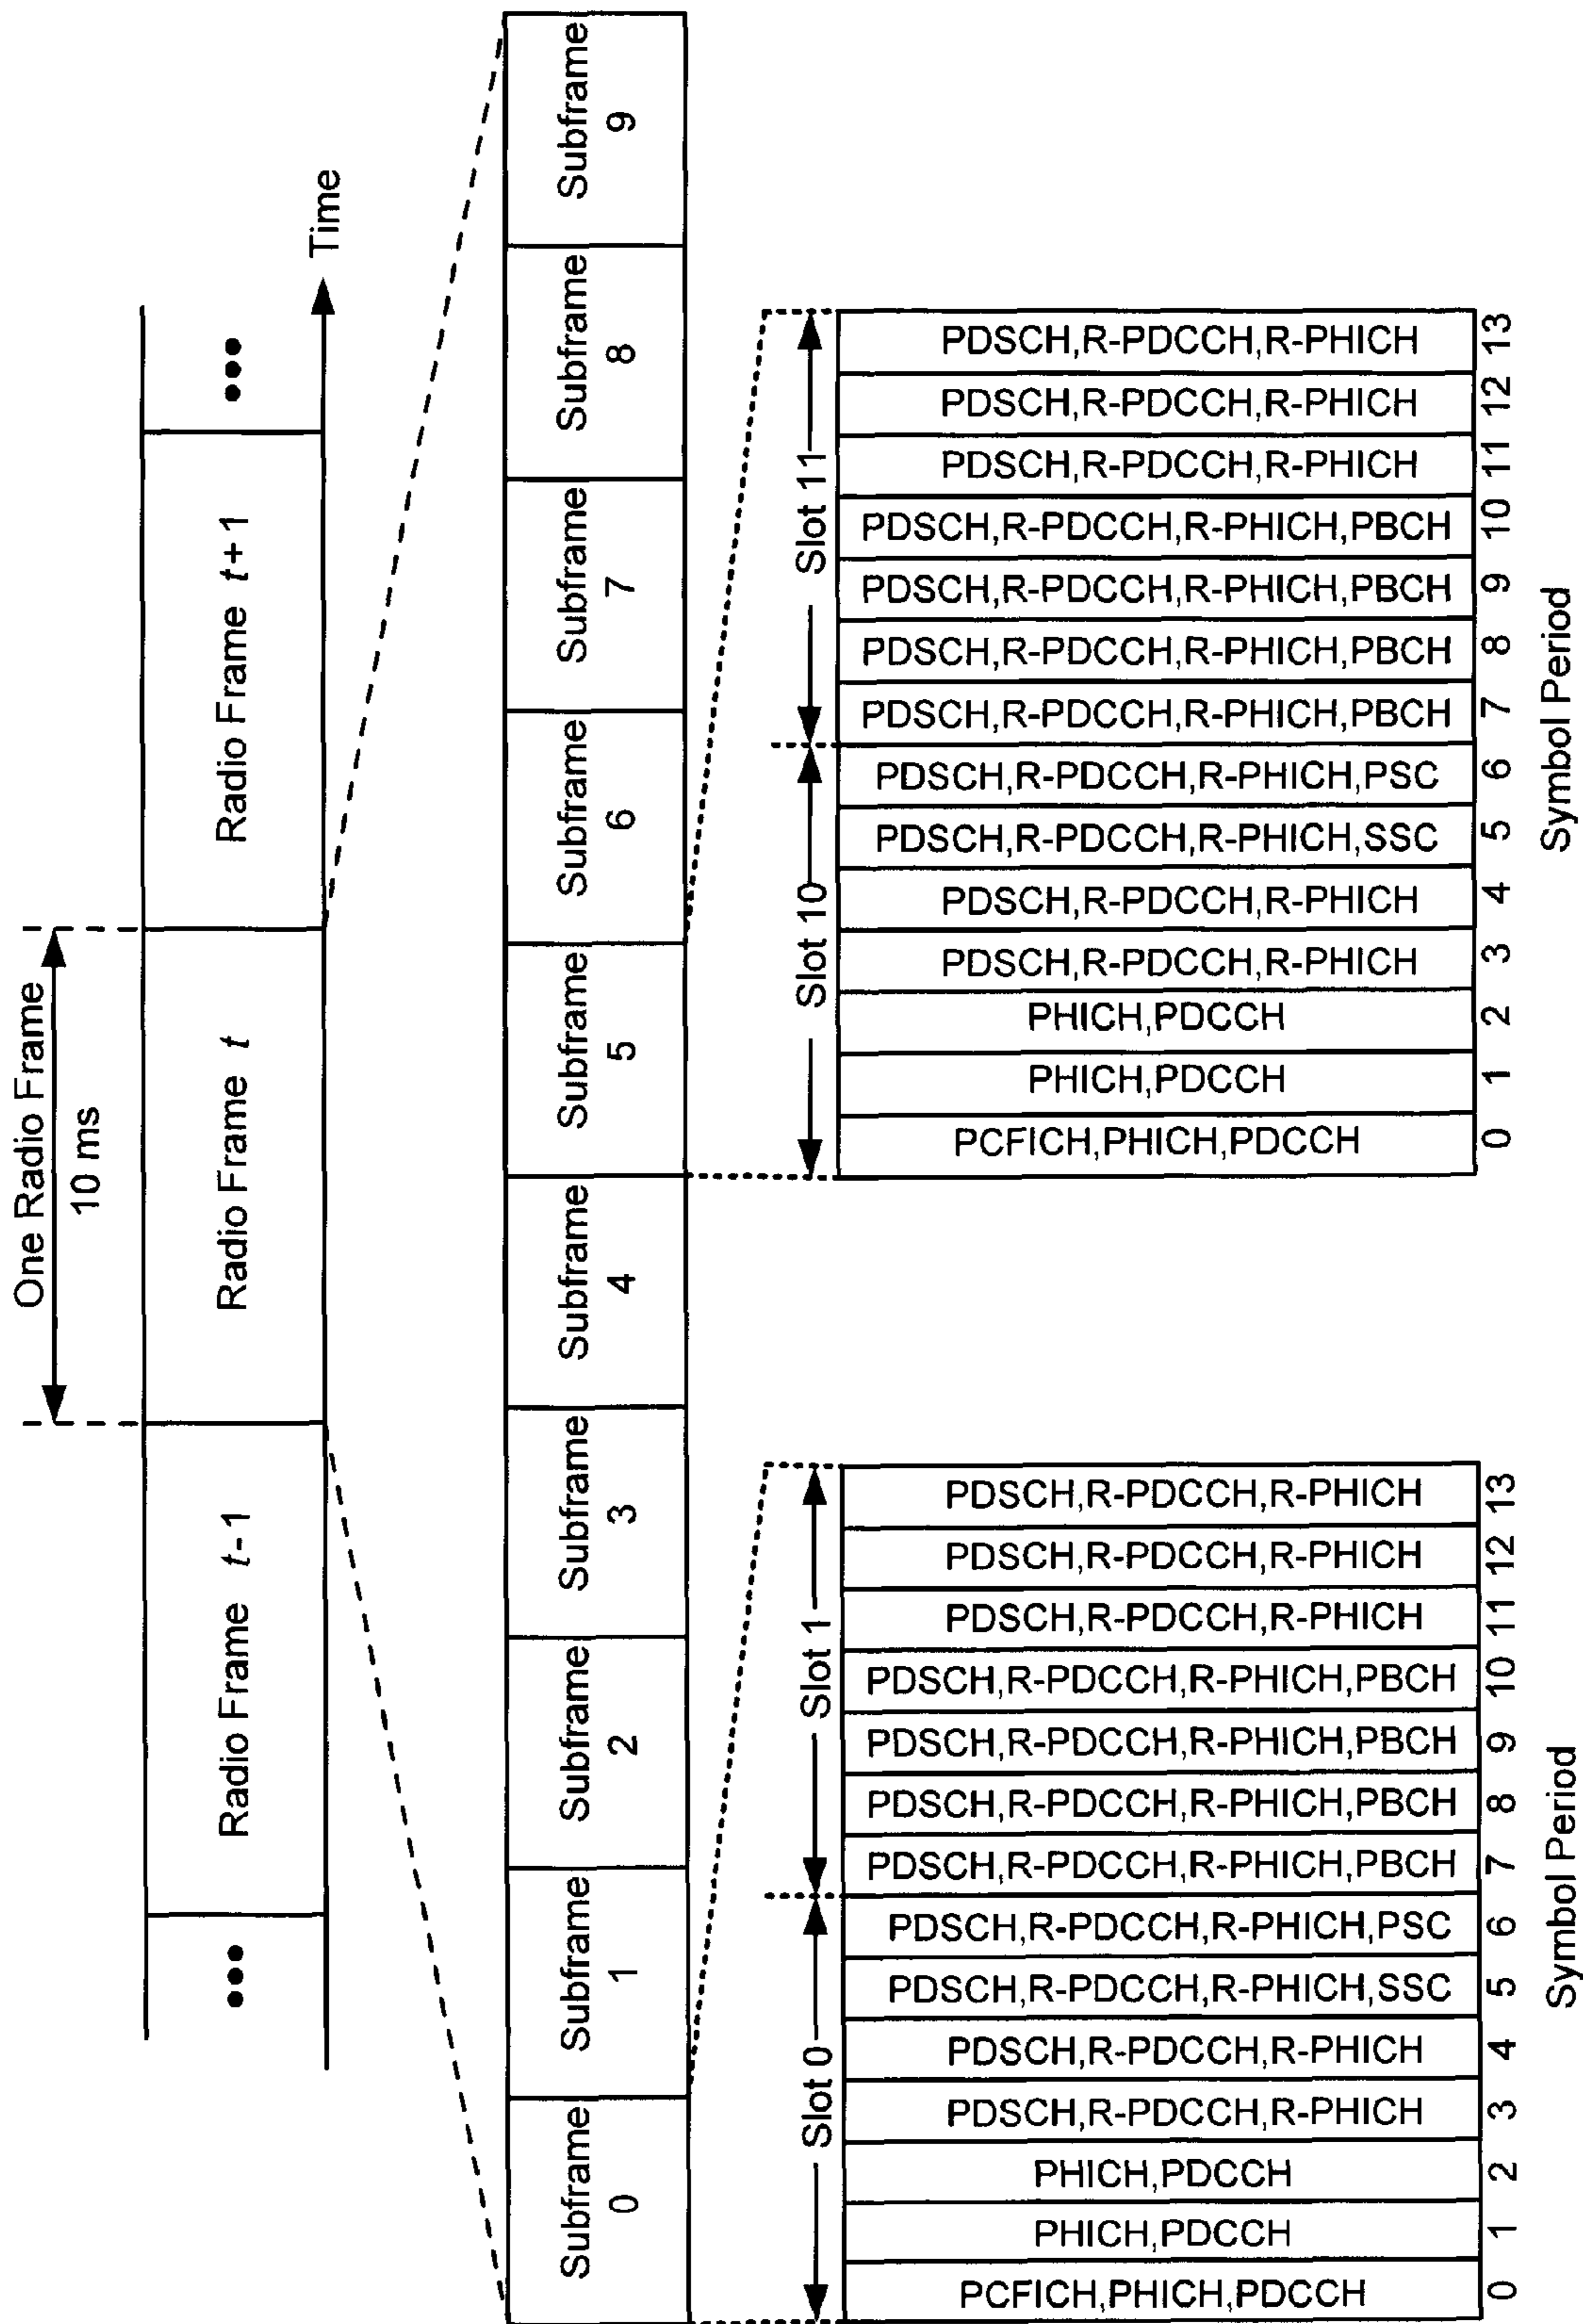 One Radio Frame
10 ms
••• Radio Frame t-1 Radio Frame t Radio Frame t+1 •••
Time
Subframe 0
Subframe 1
Subframe 2
Subframe 3
Subframe 4
Subframe 5
Subframe 6
Subframe 7
Subframe 8
Subframe 9
Slot 0
Slot 1
PCFICH,PHICH,PDCCH 0
PHICH,PDCCH 1
PHICH,PDCCH 2
PDSCH,R-PDCCH,R-PHICH 3
PDSCH,R-PDCCH,R-PHICH 4
PDSCH,R-PDCCH,R-PHICH,SSC 5
PDSCH,R-PDCCH,R-PHICH,PSC 6
PDSCH,R-PDCCH,R-PHICH,PBCH 7
PDSCH,R-PDCCH,R-PHICH,PBCH 8
PDSCH,R-PDCCH,R-PHICH,PBCH 9
PDSCH,R-PDCCH,R-PHICH,PBCH 10
PDSCH,R-PDCCH,R-PHICH 11
PDSCH,R-PDCCH,R-PHICH 12
PDSCH,R-PDCCH,R-PHICH 13
Symbol Period
Slot 10
Slot 11
PCFICH,PHICH,PDCCH 0
PHICH,PDCCH 1
PHICH,PDCCH 2
PDSCH,R-PDCCH,R-PHICH 3
PDSCH,R-PDCCH,R-PHICH 4
PDSCH,R-PDCCH,R-PHICH,SSC 5
PDSCH,R-PDCCH,R-PHICH,PSC 6
PDSCH,R-PDCCH,R-PHICH,PBCH 7
PDSCH,R-PDCCH,R-PHICH,PBCH 8
PDSCH,R-PDCCH,R-PHICH,PBCH 9
PDSCH,R-PDCCH,R-PHICH,PBCH 10
PDSCH,R-PDCCH,R-PHICH 11
PDSCH,R-PDCCH,R-PHICH 12
PDSCH,R-PDCCH,R-PHICH 13
Symbol Period